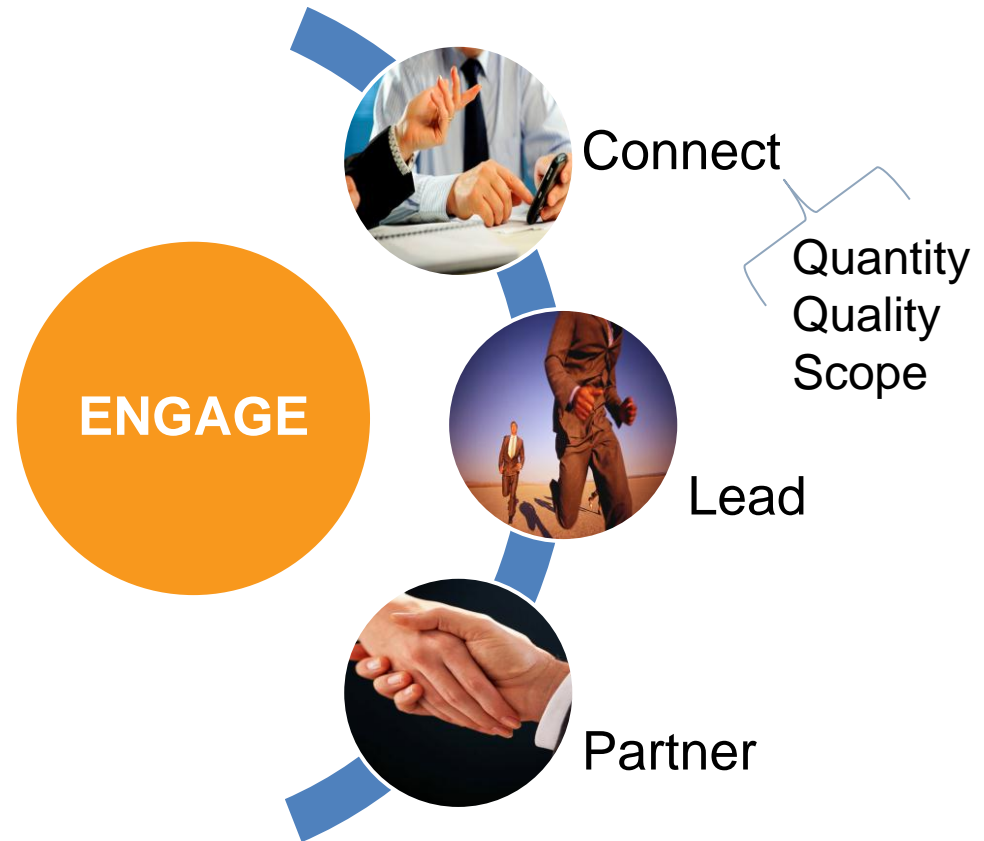 Connect
Quantity
Quality
Scope
ENGAGE
Lead
Partner